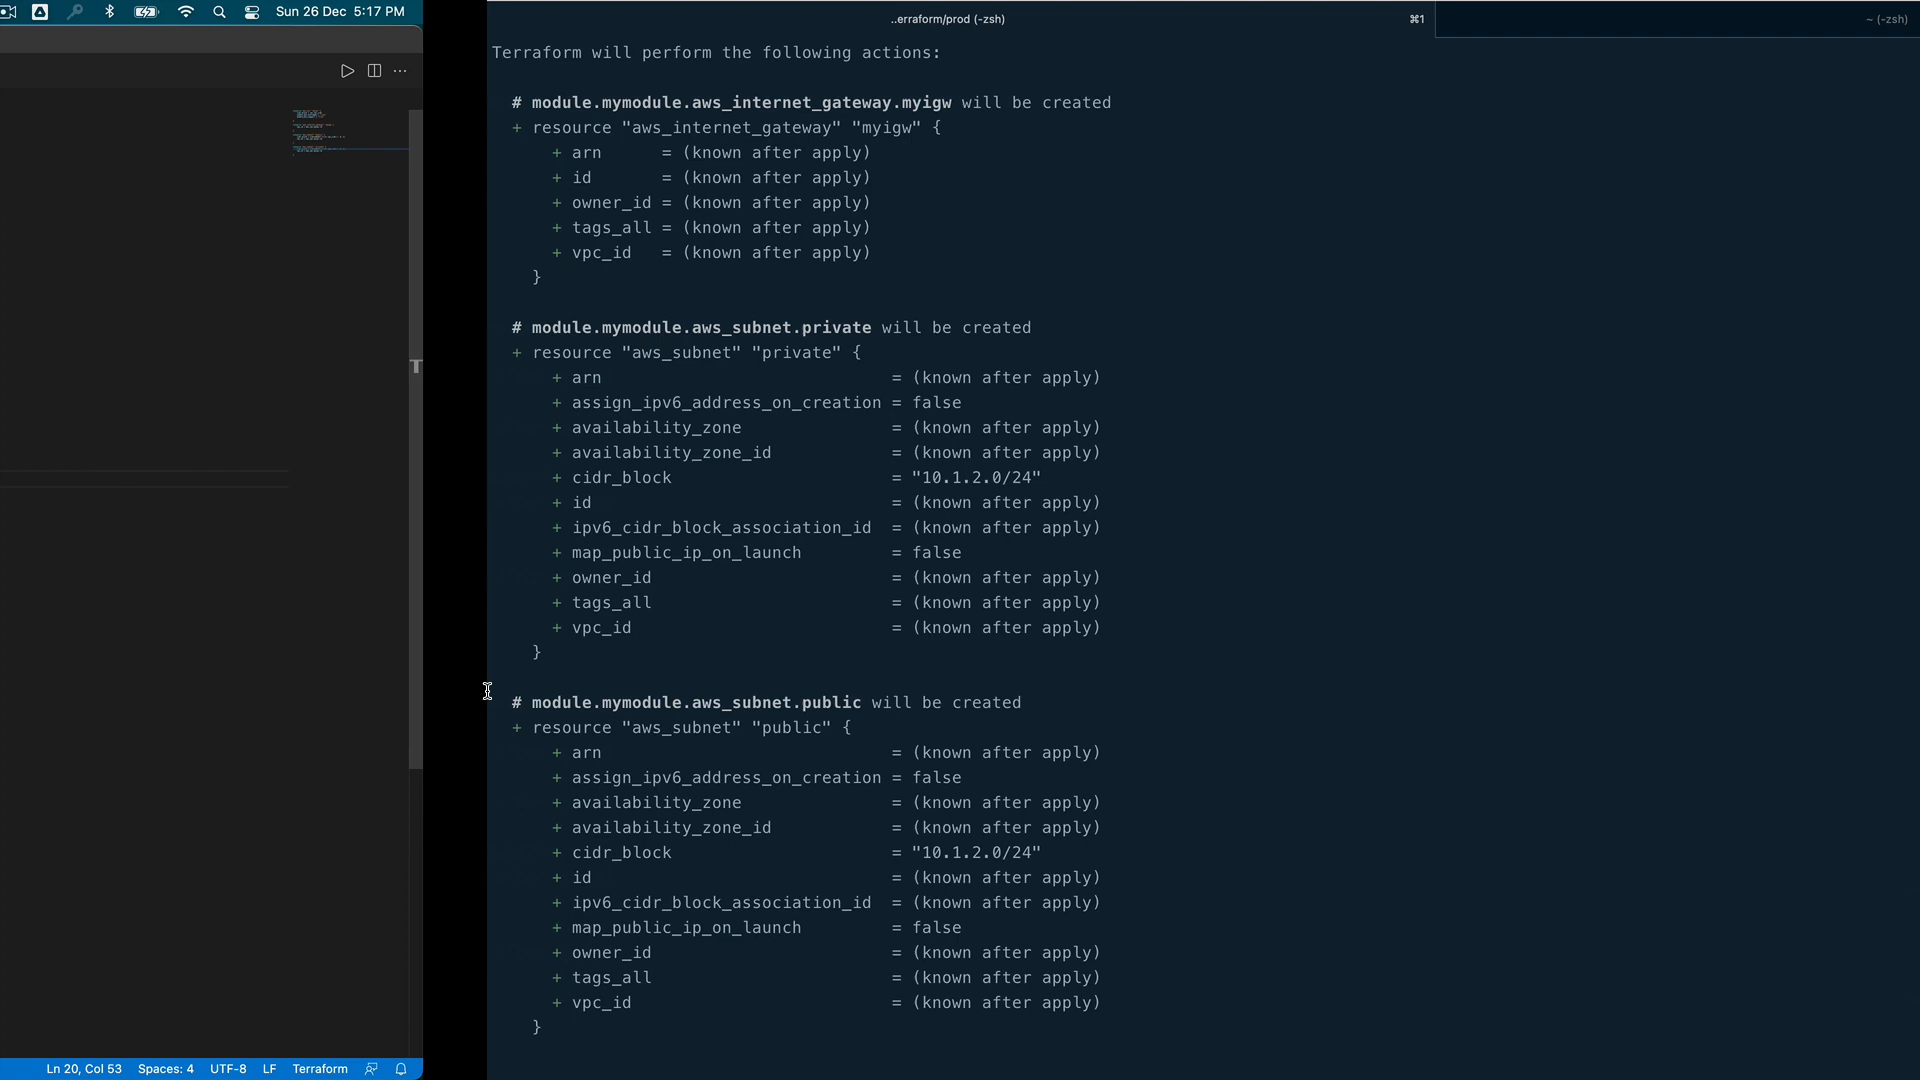 Sun 26 Dec 5:17 PM
..erraform/prod (-zsh)
⌘1
~ (-zsh)
Terraform will perform the following actions:
# module.mymodule.aws_internet_gateway.myigw will be created
+ resource "aws_internet_gateway" "myigw" {
+ arn = (known after apply)
+ id = (known after apply)
+ owner_id = (known after apply)
+ tags_all = (known after apply)
+ vpc_id = (known after apply)
}
# module.mymodule.aws_subnet.private will be created
+ resource "aws_subnet" "private" {
+ arn = (known after apply)
+ assign_ipv6_address_on_creation = false
+ availability_zone = (known after apply)
+ availability_zone_id = (known after apply)
+ cidr_block = "10.1.2.0/24"
+ id = (known after apply)
+ ipv6_cidr_block_association_id = (known after apply)
+ map_public_ip_on_launch = false
+ owner_id = (known after apply)
+ tags_all = (known after apply)
+ vpc_id = (known after apply)
}
# module.mymodule.aws_subnet.public will be created
+ resource "aws_subnet" "public" {
+ arn = (known after apply)
+ assign_ipv6_address_on_creation = false
+ availability_zone = (known after apply)
+ availability_zone_id = (known after apply)
+ cidr_block = "10.1.2.0/24"
+ id = (known after apply)
+ ipv6_cidr_block_association_id = (known after apply)
+ map_public_ip_on_launch = false
+ owner_id = (known after apply)
+ tags_all = (known after apply)
+ vpc_id = (known after apply)
}
Ln 20, Col 53 Spaces: 4 UTF-8 LF Terraform